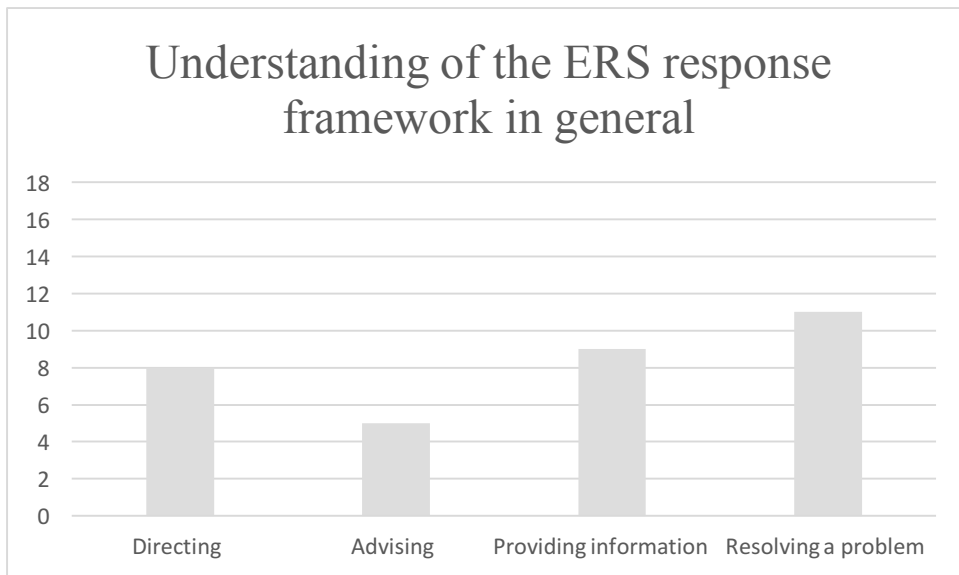 Understanding of the ERS response
framework in general
18
16
14
12
10
8
6
4
2
0
Directing
Advising
Providing information
Resolving a problem